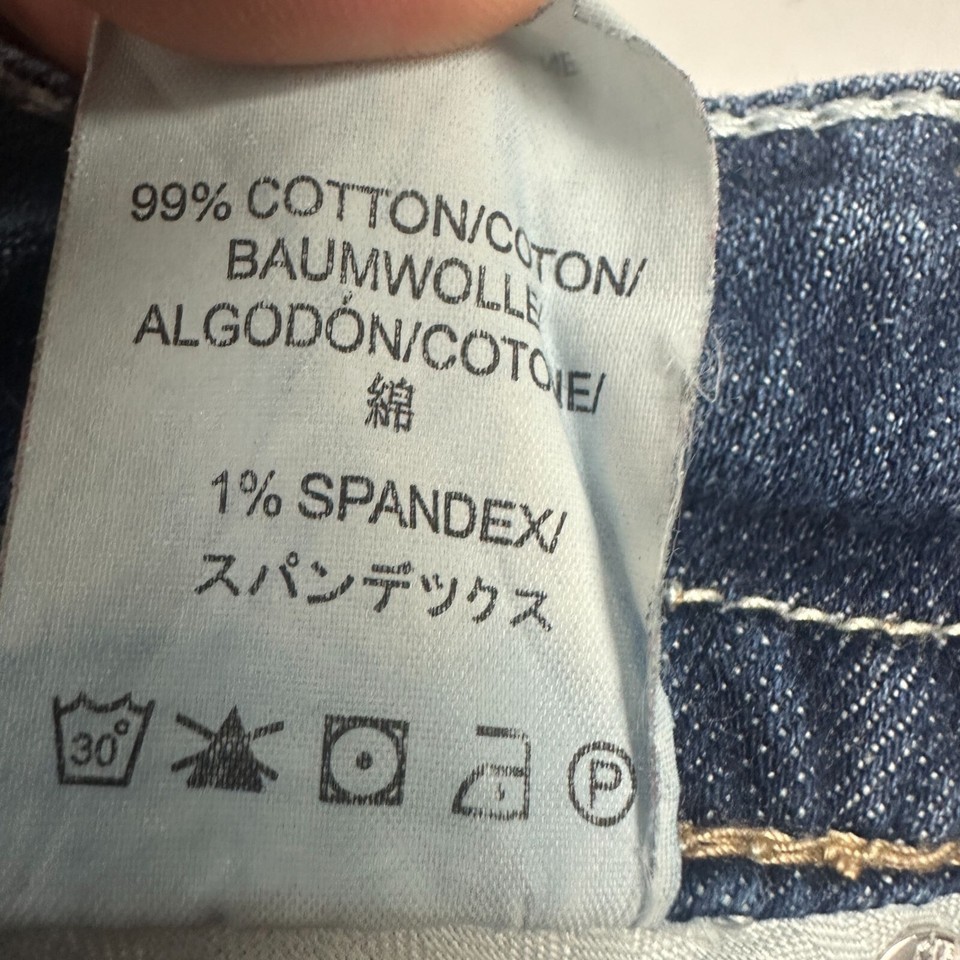 99% COTTON/COTON/
BAUMWOLLE/
ALGODÓN/COTONE/
綿
1% SPANDEX/
スパンデックス
30°
P